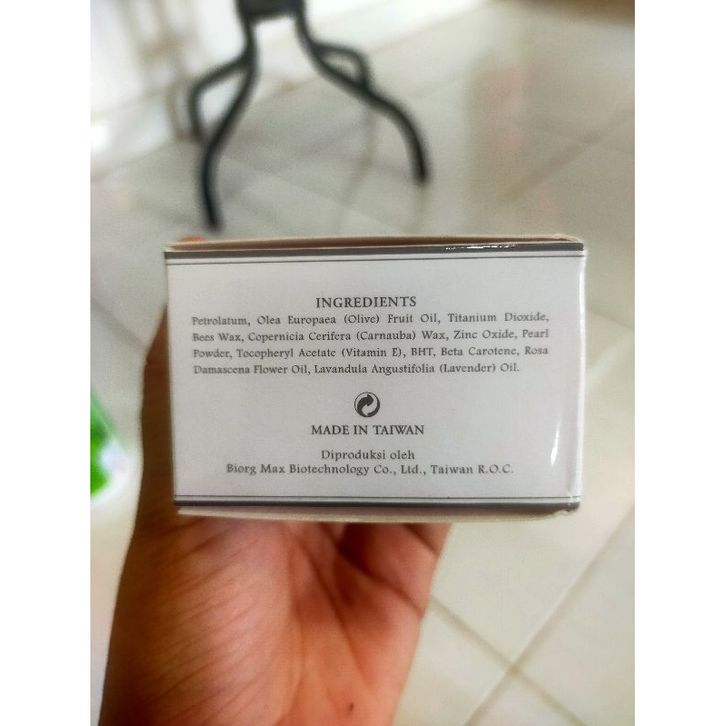 INGREDIENTS
Petrolatum, Olea Europaea (Olive) Fruit Oil, Titanium Dioxide,
Bees Wax, Copernicia Cerifera (Carnauba) Wax, Zinc Oxide, Pearl
Powder, Tocopheryl Acetate (Vitamin E), BHT, Beta Carotene, Rosa
Damascena Flower Oil, Lavandula Angustifolia (Lavender) Oil.
MADE IN TAIWAN
Diproduksi oleh
Biorg Max Biotechnology Co., Ltd., Taiwan R.O.C.